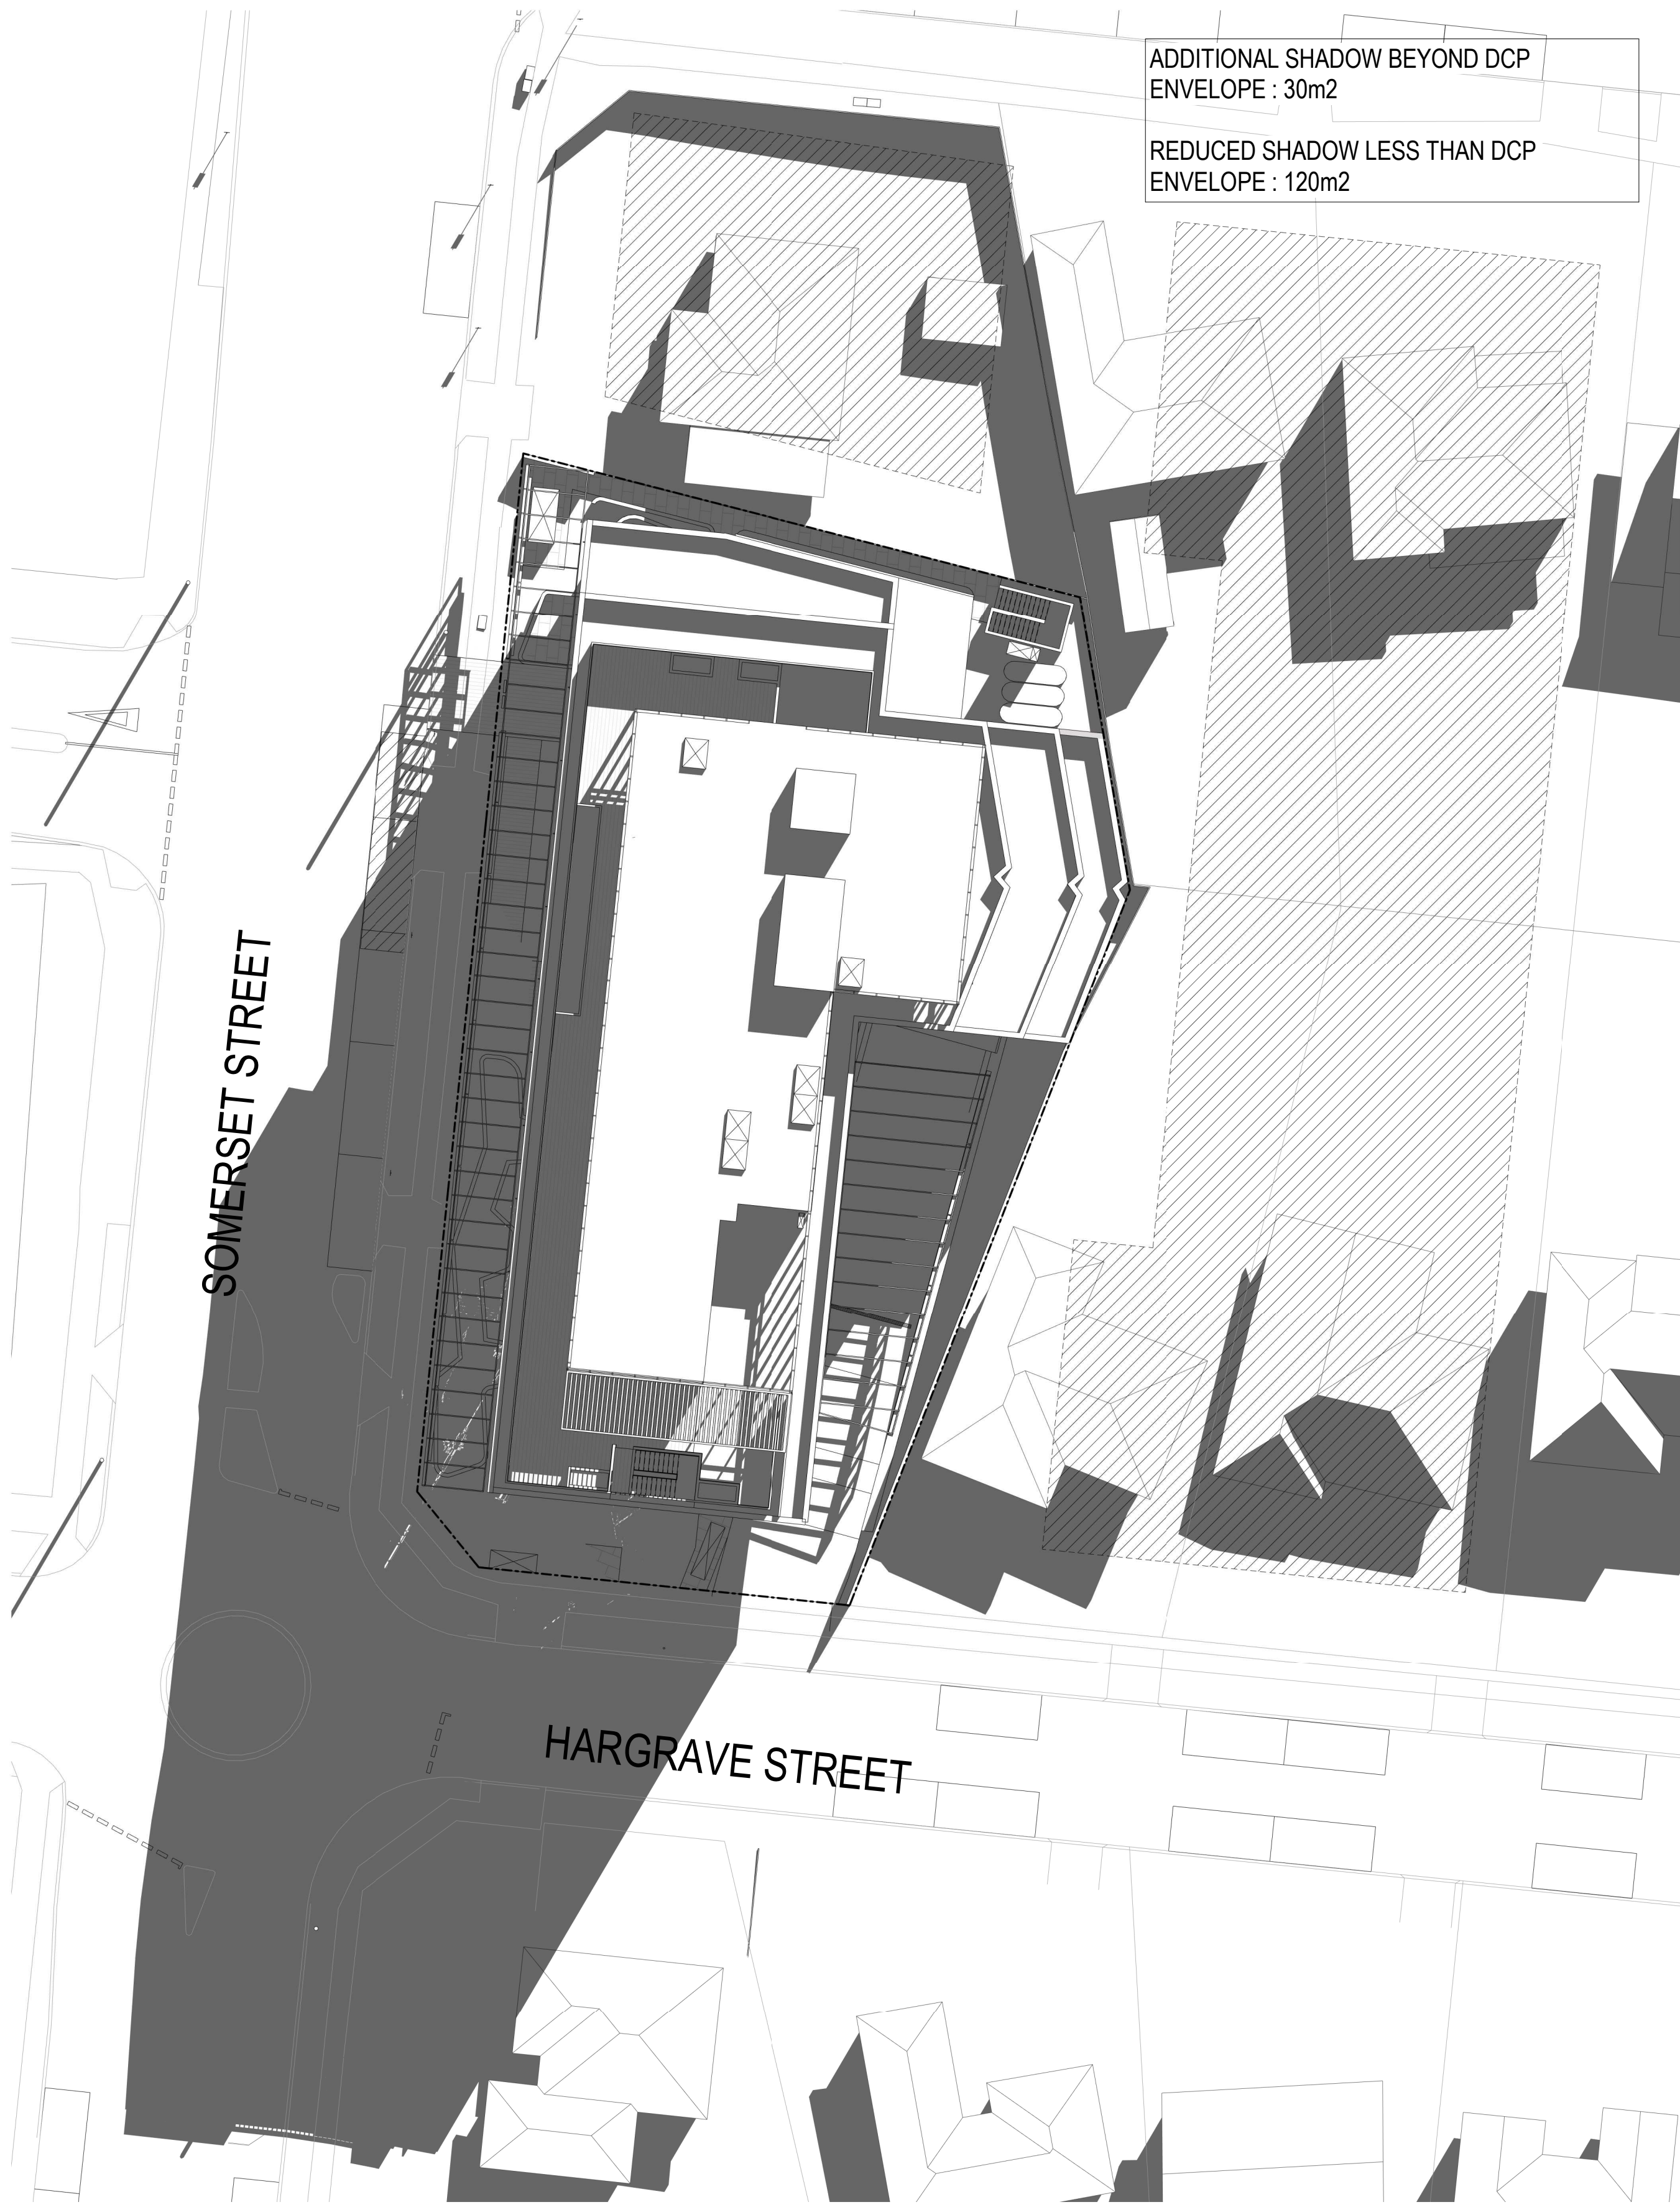 ADDITIONAL SHADOW BEYOND DCP
ENVELOPE : 30m2
REDUCED SHADOW LESS THAN DCP
ENVELOPE : 120m2
SOMERSET STREET
HARGRAVE STREET